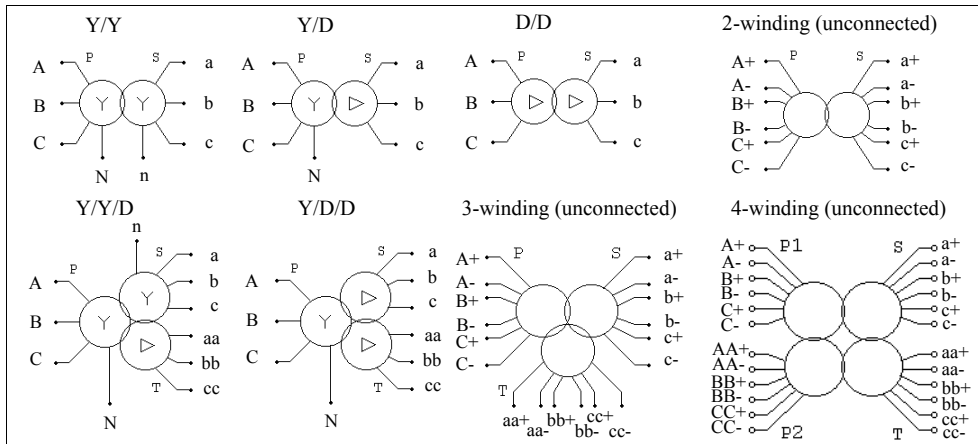 Y/Y
P S
A a
B Y Y b
C c
N n
Y/D
P S
A a
B Y b
C c
N
D/D
P S
A a
B b
C c
2-winding (unconnected)
P S
A+ a+
A- a-
B+ b+
B- b-
C+ c+
C- c-
Y/Y/D
n
P S
A a
b
Y
c
B Y
aa
C bb
T cc
N
Y/D/D
P S
A a
b
c
B Y
aa
C bb
T cc
N
3-winding (unconnected)
P S
A+ a+
A- a-
B+ b+
B- b-
C+ c+
C- c-
T
aa+ aa- bb+ bb- cc+ cc-
4-winding (unconnected)
P1 S
A+ a+
A- a-
B+ b+
B- b-
C+ c+
C- c-
AA+ aa+
AA- aa-
BB+ bb+
BB- bb-
CC+ cc+
CC- cc-
P2 T